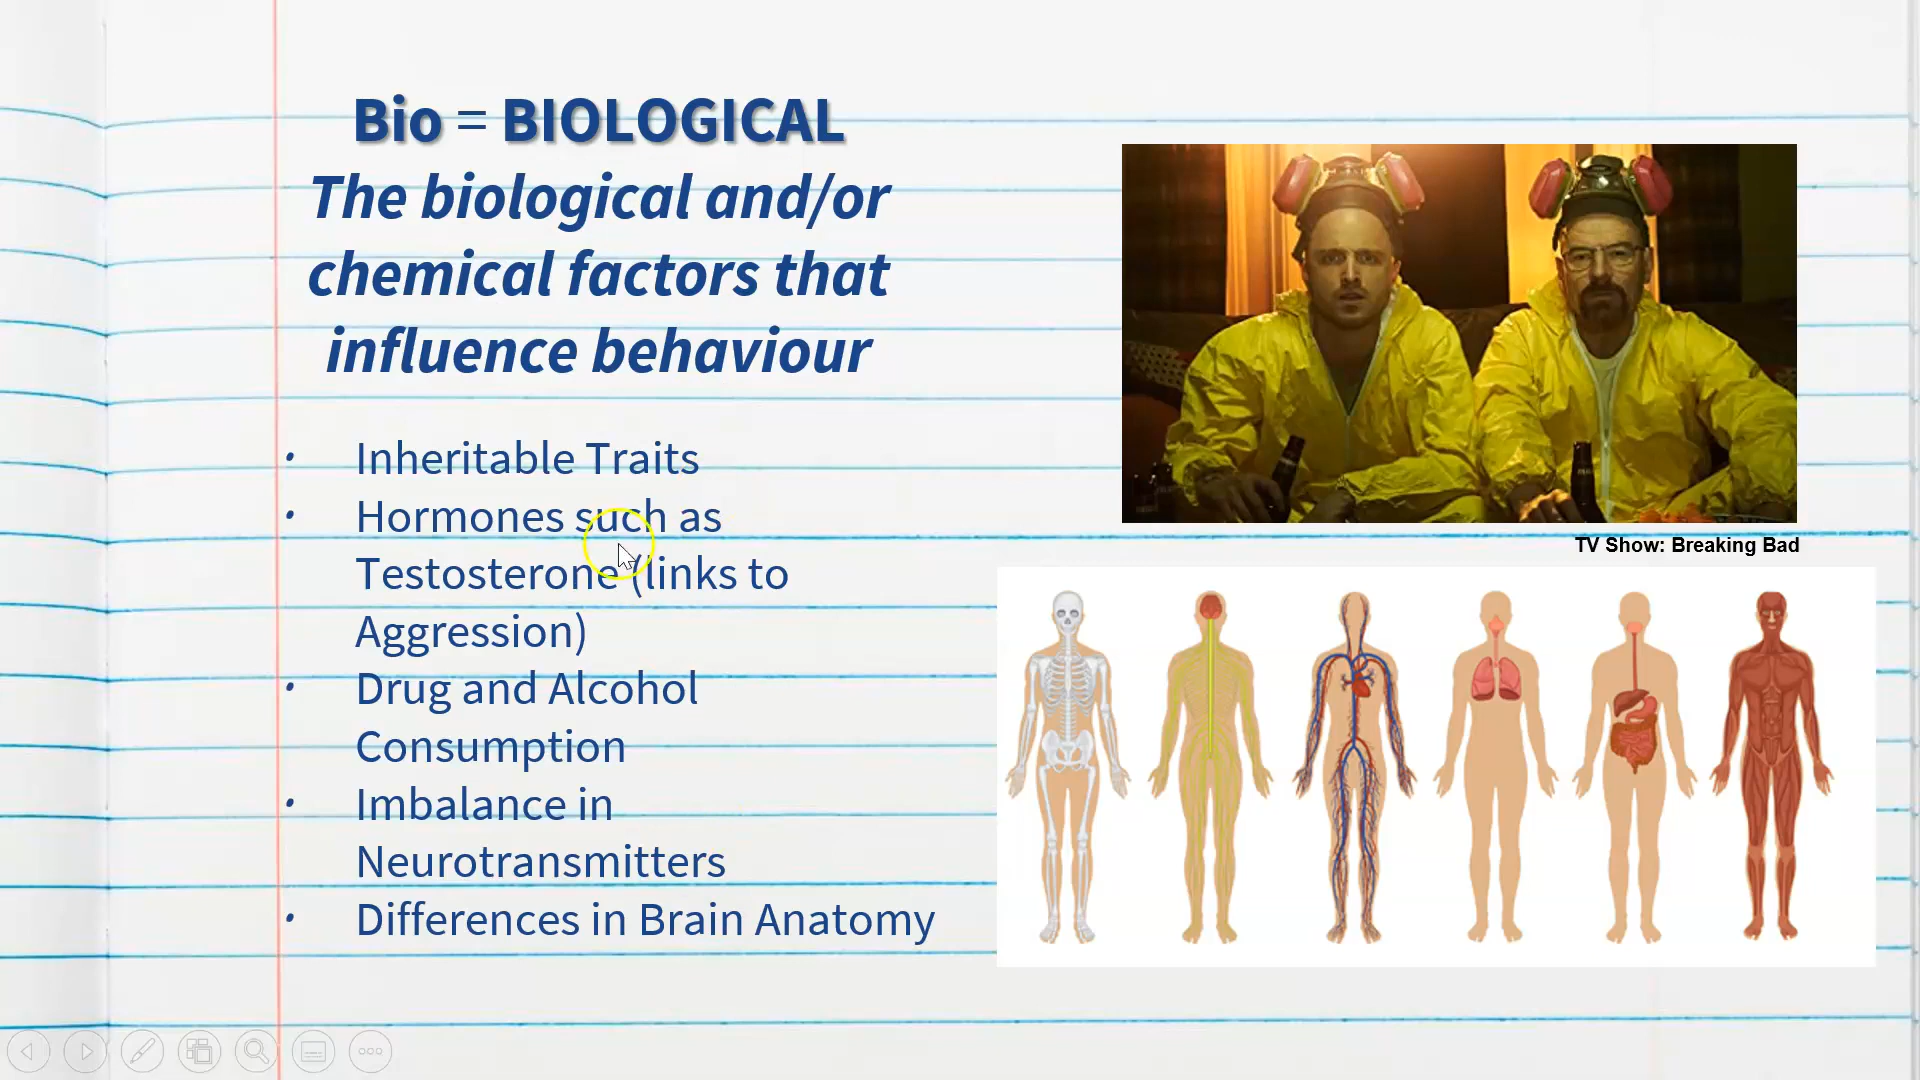 Bio = BIOLOGICAL
The biological and/or
chemical factors that
influence behaviour
• Inheritable Traits
• Hormones such as
Testosterone (links to
Aggression)
• Drug and Alcohol
Consumption
• Imbalance in
Neurotransmitters
• Differences in Brain Anatomy
TV Show: Breaking Bad